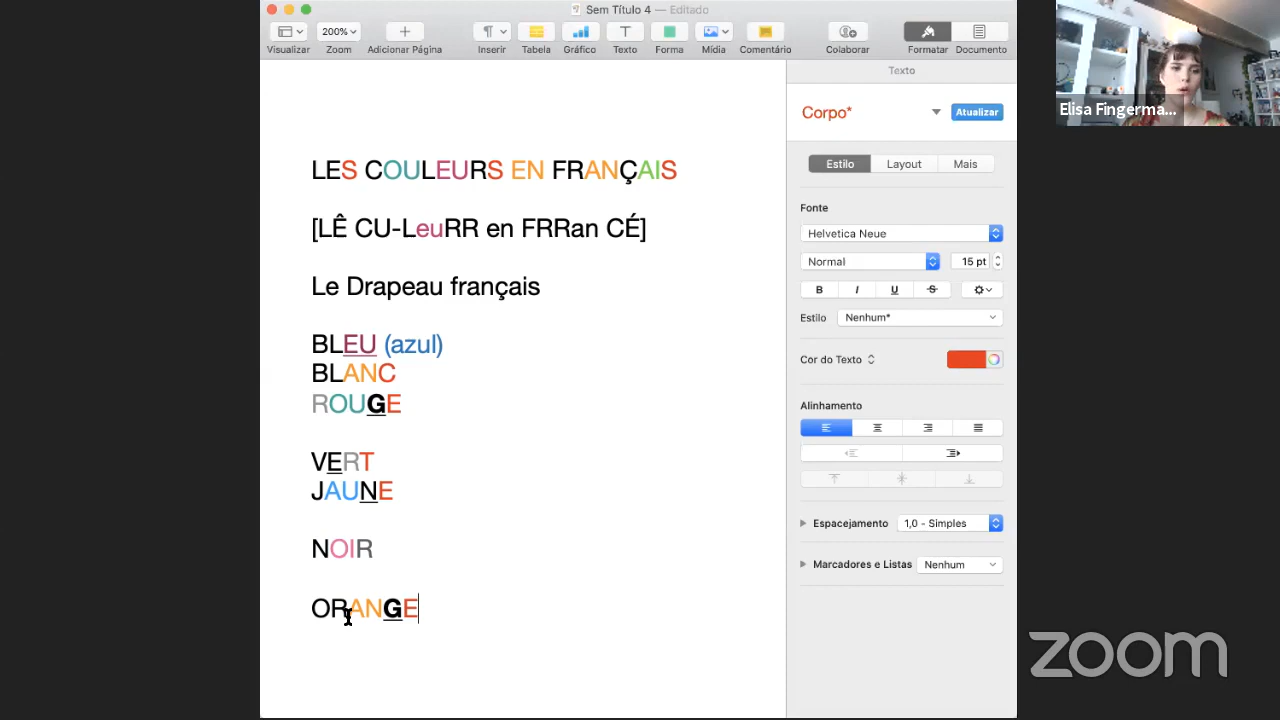 Sem Título 4 — Editado
200%
Visualizar Zoom Adicionar Página Inserir Tabela Gráfico Texto Forma Mídia Comentário Colaborar Formatar Documento
Texto
Corpo*
Atualizar
Estilo Layout Mais
Fonte
Helvetica Neue
Normal 15 pt
B I U S
Estilo Nenhum*
Cor do Texto
Alinhamento
Espaçejamento 1,0 - Simples
Marcadores e Listas Nenhum
LES COULEURS EN FRANÇAIS
[LÊ CU-LeuRR en FRRan CÉ]
Le Drapeau français
BLEU (azul)
BLANC
ROUGE
VERT
JAUNE
NOIR
ORANGE
Elisa Fingerma...
zoom